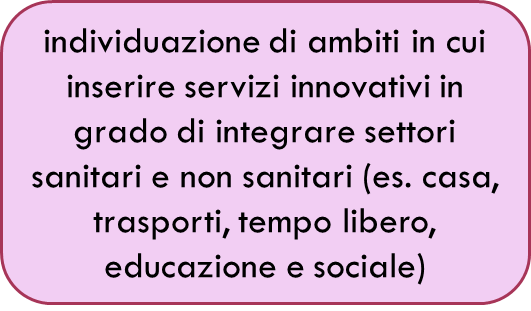 individuazione di ambiti in cui
inserire servizi innovativi in
grado di integrare settori
sanitari e non sanitari (es. casa,
trasporti, tempo libero,
educazione e sociale)